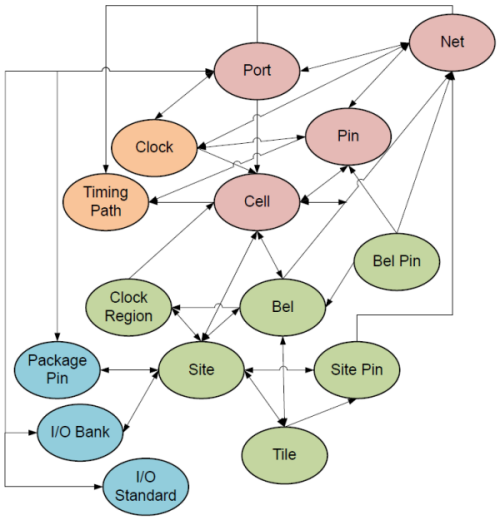 Net
Port
Pin
Clock
Timing
Path
Cell
Bel Pin
Clock
Region
Bel
Package
Pin
Site
Site Pin
I/O Bank
Tile
I/O
Standard